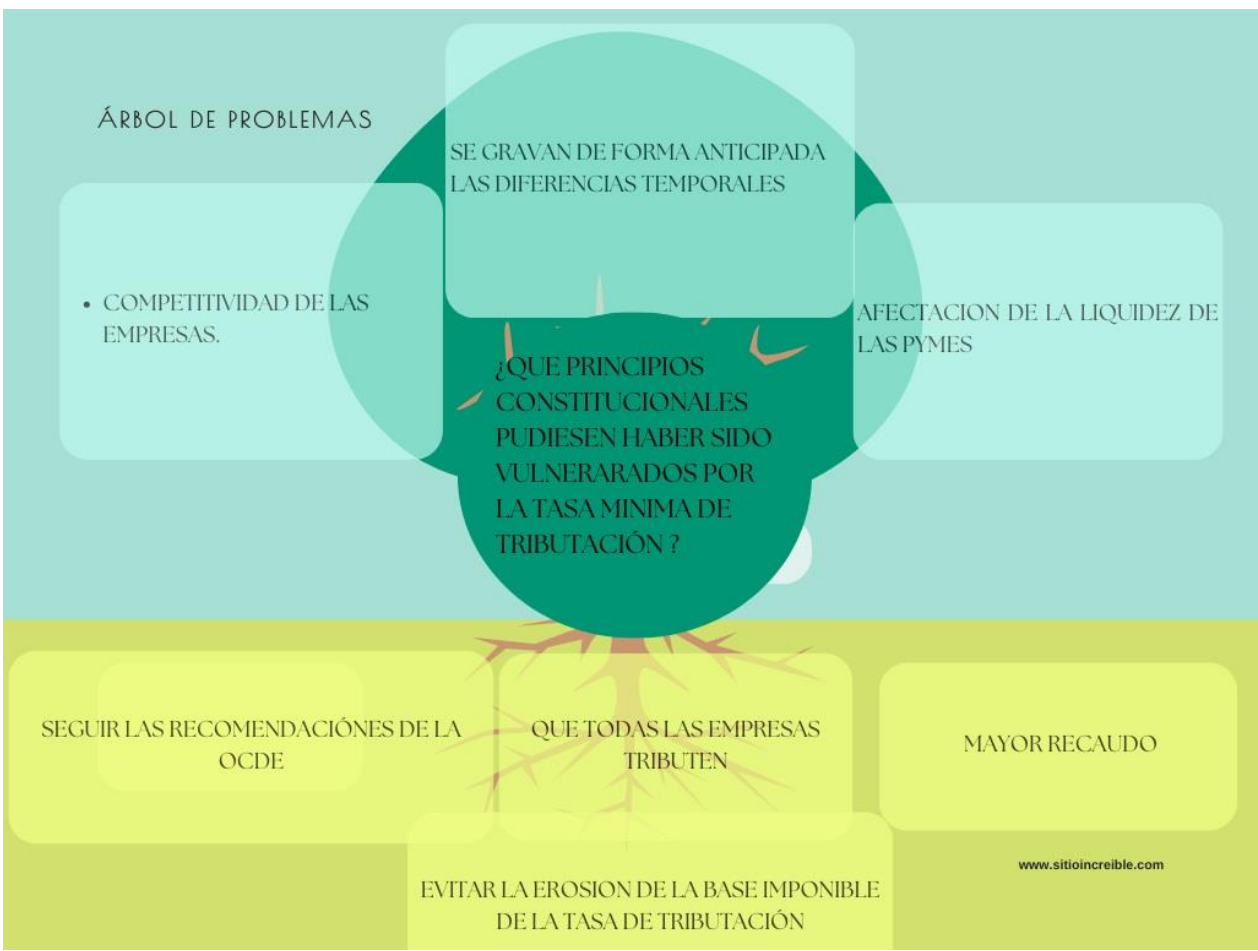 ÁRBOL DE PROBLEMAS
SE GRAVAN DE FORMA ANTICIPADA
LAS DIFERENCIAS TEMPORALES
• COMPETITIVIDAD DE LAS
EMPRESAS.
AFECTACION DE LA LIQUIDEZ DE
LAS PYMES
¿QUE PRINCIPIOS
CONSTITUCIONALES
PUDIESEN HABER SIDO
VULNERARADOS POR
LA TASA MINIMA DE
TRIBUTACIÓN ?
SEGUIR LAS RECOMENDACIÓNES DE LA
OCDE
QUE TODAS LAS EMPRESAS
TRIBUTEN
MAYOR RECAUDO
www.sitioincreible.com
EVITAR LA EROSION DE LA BASE IMPONIBLE
DE LA TASA DE TRIBUTACIÓN